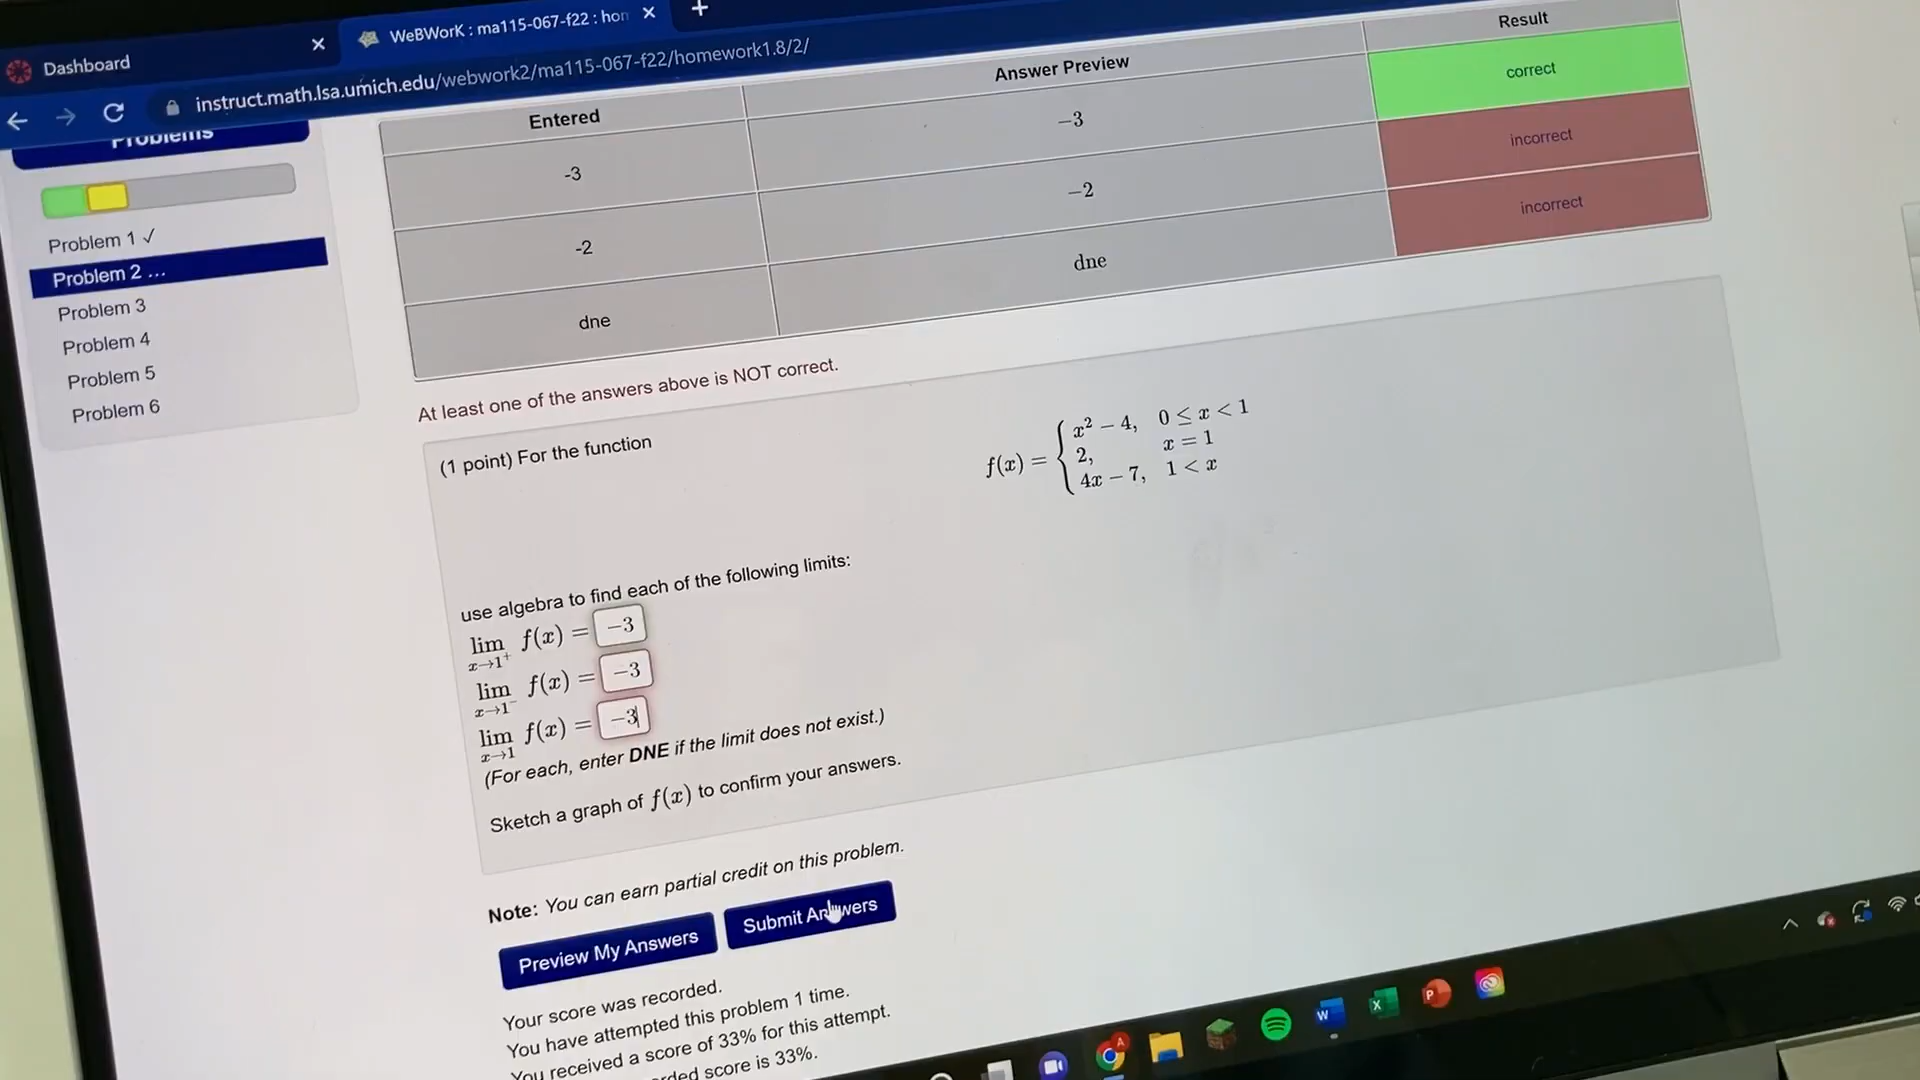 Dashboard
WeBWorK : ma115-067-f22 : hon
instruct.math.lsa.umich.edu/webwork2/ma115-067-f22/homework1.8/2/
Problems
Problem 1 ✓
Problem 2 ...
Problem 3
Problem 4
Problem 5
Problem 6
Entered Answer Preview Result
-3 −3 correct
-2 −2 incorrect
dne dne incorrect
At least one of the answers above is NOT correct.
(1 point) For the function
f(x) = { x² − 4, 0 ≤ x < 1
2, x = 1
4x − 7, 1 < x
use algebra to find each of the following limits:
lim x→1⁺ f(x) = −3
lim x→1⁻ f(x) = −3
lim x→1 f(x) = −3
(For each, enter DNE if the limit does not exist.)
Sketch a graph of f(x) to confirm your answers.
Note: You can earn partial credit on this problem.
Preview My Answers Submit Answers
Your score was recorded.
You have attempted this problem 1 time.
You received a score of 33% for this attempt.
score is 33%.